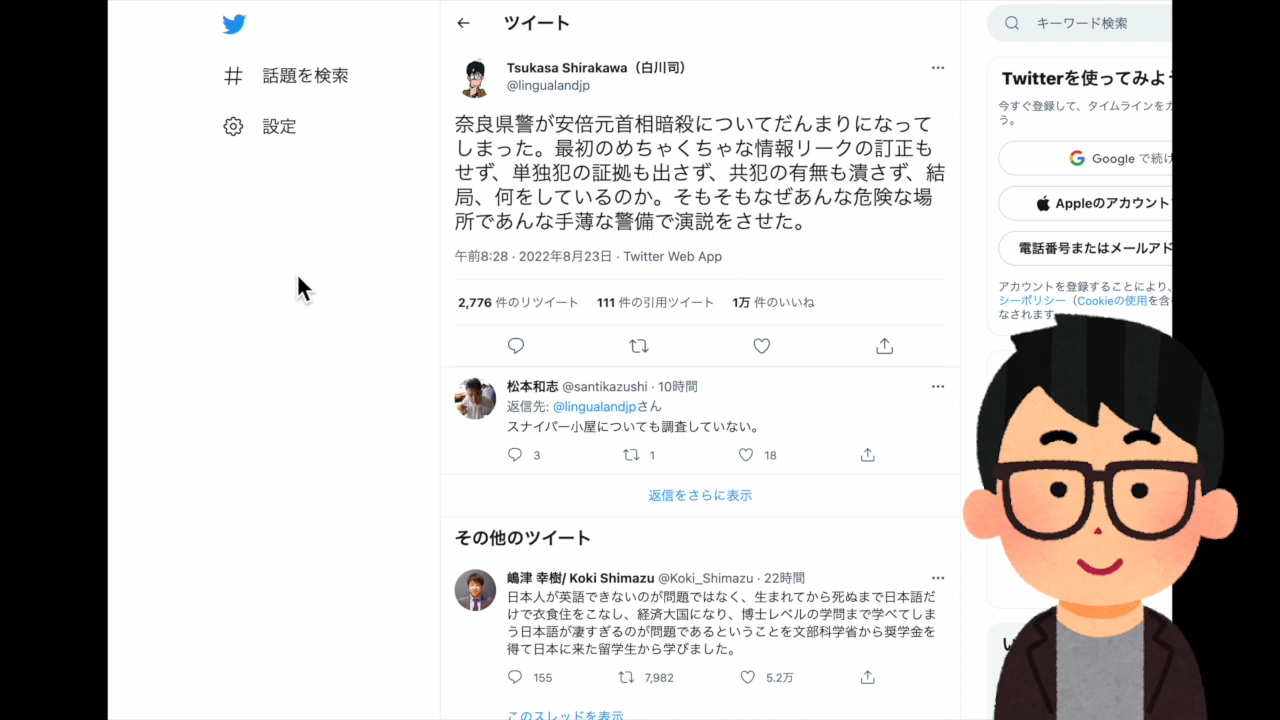 話題を検索
設定
ツイート
Tsukasa Shirakawa（白川司）
@lingualandjp
奈良県警が安倍元首相暗殺についてだんまりになって
しまった。最初のめちゃくちゃな情報リークの訂正も
せず、単独犯の証拠も出さず、共犯の有無も潰さず、結
局、何をしているのか。そもそもなぜあんな危険な場
所であんな手薄な警備で演説をさせた。
午前8:28 · 2022年8月23日 · Twitter Web App
2,776 件のリツイート 111 件の引用ツイート 1万 件のいいね
松本和志 @santikazushi · 10時間
返信先: @lingualandjpさん
スナイパー小屋についても調査していない。
3 1 18
返信をさらに表示
その他のツイート
嶋津 幸樹/ Koki Shimazu @Koki_Shimazu · 22時間
日本人が英語できないのが問題ではなく、生まれてから死ぬまで日本語だ
けで衣食住をこなし、経済大国になり、博士レベルの学問まで学べてしま
う日本語が凄すぎるのが問題であるということを文部科学省から奨学金を
得て日本に来た留学生から学びました。
155 7,982 5.2万
このスレッドを表示
キーワード検索
Twitterを使ってみよ
今すぐ登録して、タイムラインをカ
う。
Google で続け
Appleのアカウント
電話番号またはメールアド
アカウントを登録することにより、
シーポリシー（Cookieの使用を含
なされます